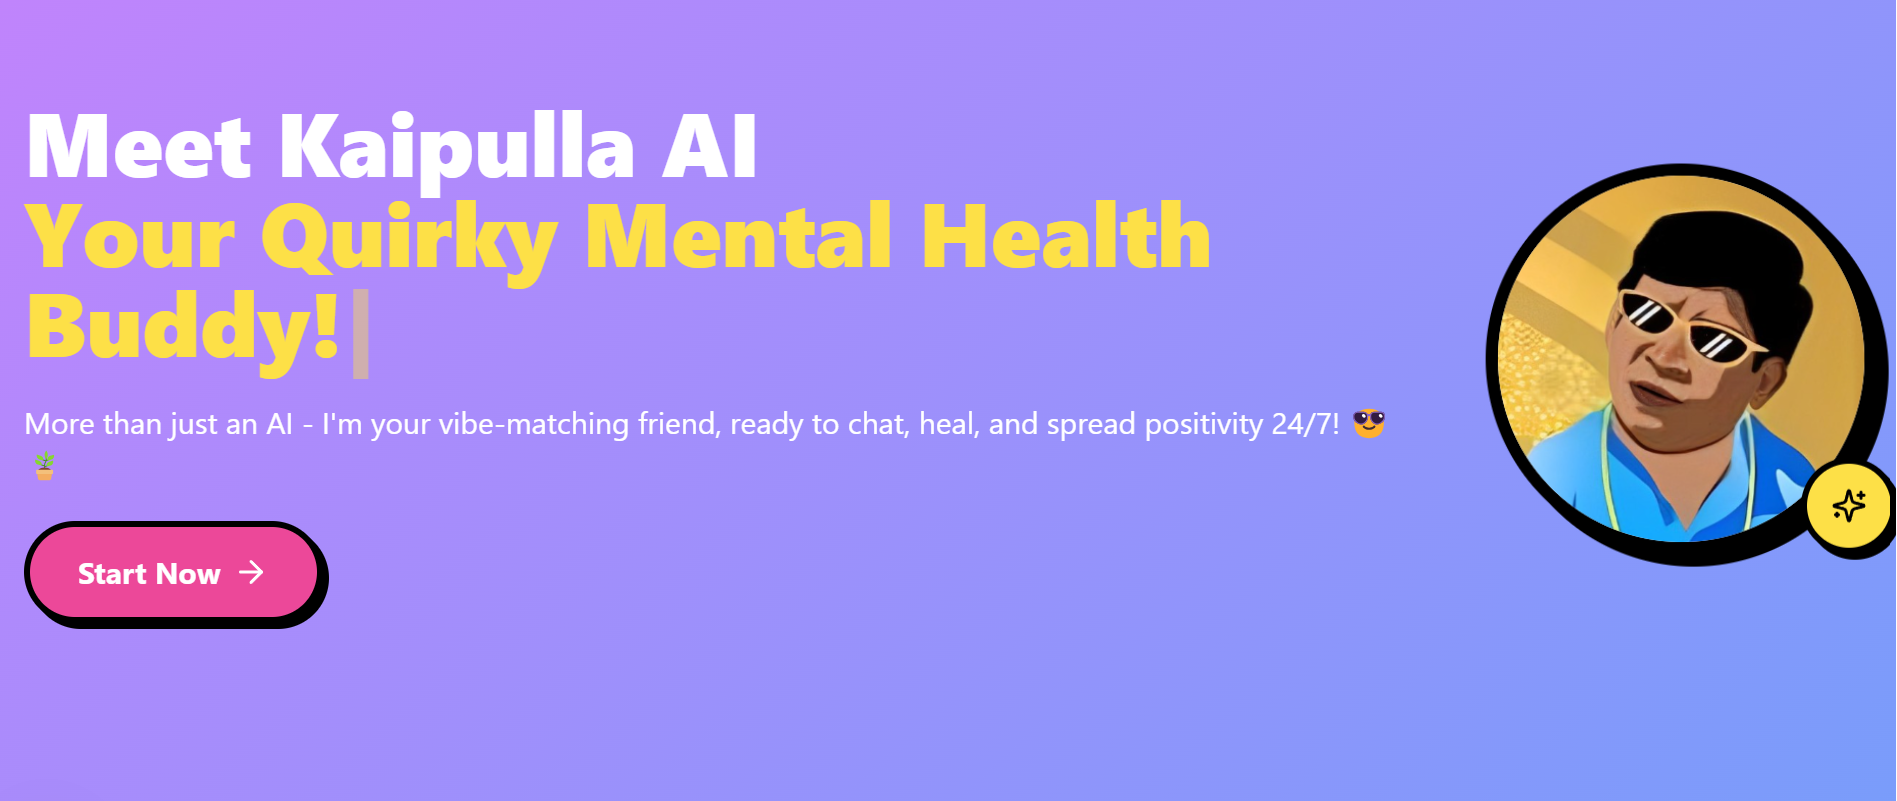 Meet Kaipulla AI
Your Quirky Mental Health
Buddy!
More than just an AI - I'm your vibe-matching friend, ready to chat, heal, and spread positivity 24/7! 😎
🪴
Start Now →